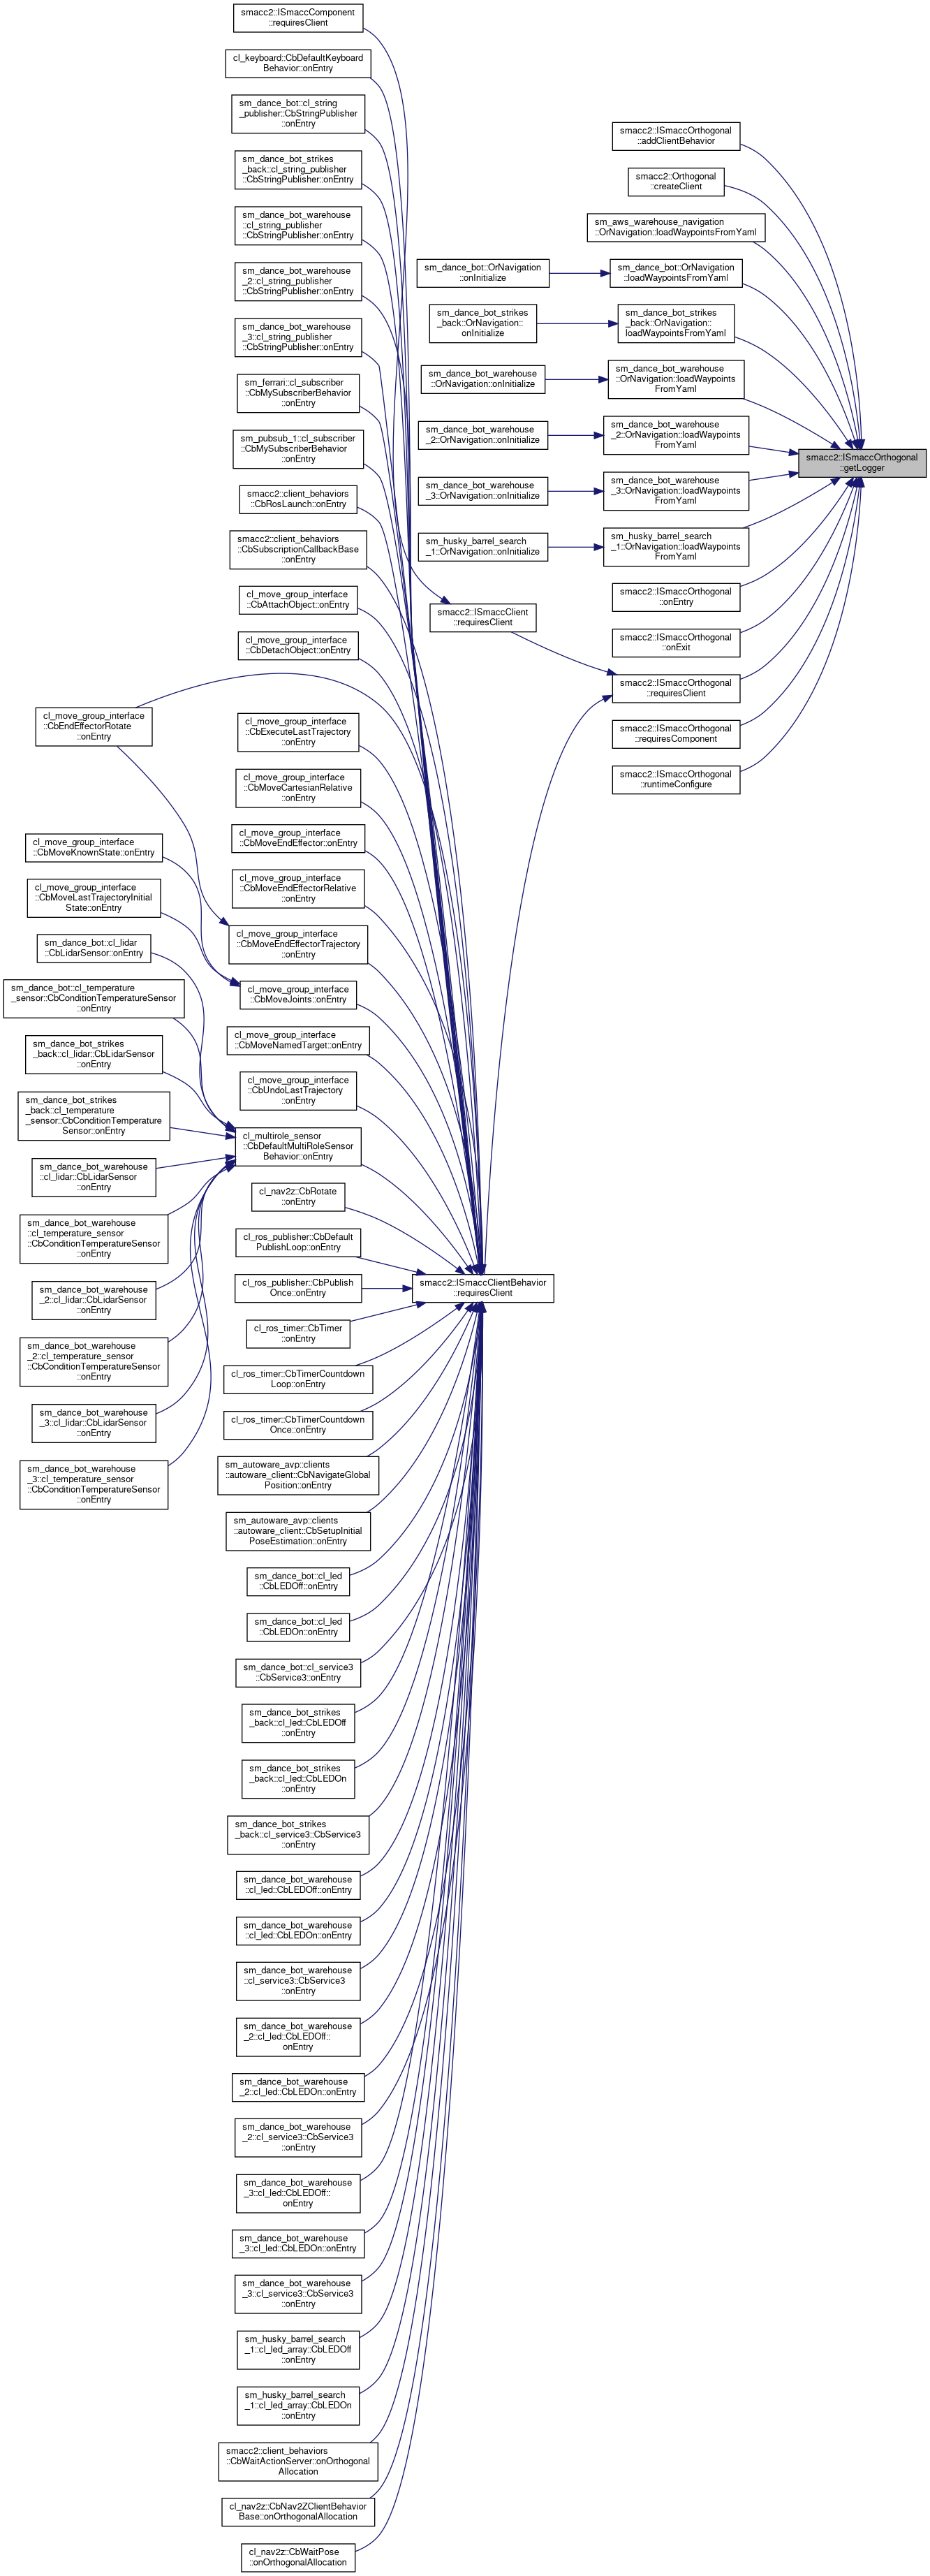 smacc2::ISmaccComponent
::requiresClient
cl_keyboard::CbDefaultKeyboard
Behavior::onEntry
sm_dance_bot::cl_string
_publisher::CbStringPublisher
::onEntry
sm_dance_bot_strikes
_back::cl_string_publisher
::CbStringPublisher::onEntry
sm_dance_bot_warehouse
::cl_string_publisher
::CbStringPublisher::onEntry
sm_dance_bot_warehouse
_2::cl_string_publisher
::CbStringPublisher::onEntry
sm_dance_bot_warehouse
_3::cl_string_publisher
::CbStringPublisher::onEntry
sm_ferrari::cl_subscriber
::CbMySubscriberBehavior
::onEntry
sm_pubsub_1::cl_subscriber
::CbMySubscriberBehavior
::onEntry
smacc2::client_behaviors
::CbRosLaunch::onEntry
smacc2::client_behaviors
::CbSubscriptionCallbackBase
::onEntry
cl_move_group_interface
::CbAttachObject::onEntry
cl_move_group_interface
::CbDetachObject::onEntry
cl_move_group_interface
::CbEndEffectorRotate
::onEntry
cl_move_group_interface
::CbExecuteLastTrajectory
::onEntry
cl_move_group_interface
::CbMoveCartesianRelative
::onEntry
cl_move_group_interface
::CbMoveEndEffector::onEntry
cl_move_group_interface
::CbMoveEndEffectorRelative
::onEntry
cl_move_group_interface
::CbMoveEndEffectorTrajectory
::onEntry
cl_move_group_interface
::CbMoveJoints::onEntry
cl_move_group_interface
::CbMoveNamedTarget::onEntry
cl_move_group_interface
::CbUndoLastTrajectory
::onEntry
cl_multirole_sensor
::CbDefaultMultiRoleSensor
Behavior::onEntry
cl_move_group_interface
::CbMoveKnownState::onEntry
cl_move_group_interface
::CbMoveLastTrajectoryInitial
State::onEntry
sm_dance_bot::cl_lidar
::CbLidarSensor::onEntry
sm_dance_bot::cl_temperature
_sensor::CbConditionTemperatureSensor
::onEntry
sm_dance_bot_strikes
_back::cl_lidar::CbLidarSensor
::onEntry
sm_dance_bot_strikes
_back::cl_temperature
_sensor::CbConditionTemperature
Sensor::onEntry
sm_dance_bot_warehouse
::cl_lidar::CbLidarSensor
::onEntry
sm_dance_bot_warehouse
::cl_temperature_sensor
::CbConditionTemperatureSensor
::onEntry
sm_dance_bot_warehouse
_2::cl_lidar::CbLidarSensor
::onEntry
sm_dance_bot_warehouse
_2::cl_temperature_sensor
::CbConditionTemperatureSensor
::onEntry
sm_dance_bot_warehouse
_3::cl_lidar::CbLidarSensor
::onEntry
sm_dance_bot_warehouse
_3::cl_temperature_sensor
::CbConditionTemperatureSensor
::onEntry
cl_nav2z::CbRotate
::onEntry
cl_ros_publisher::CbDefault
PublishLoop::onEntry
cl_ros_publisher::CbPublish
Once::onEntry
cl_ros_timer::CbTimer
::onEntry
cl_ros_timer::CbTimerCountdown
Loop::onEntry
cl_ros_timer::CbTimerCountdown
Once::onEntry
sm_autoware_avp::clients
::autoware_client::CbNavigateGlobal
Position::onEntry
sm_autoware_avp::clients
::autoware_client::CbSetupInitial
PoseEstimation::onEntry
sm_dance_bot::cl_led
::CbLEDOff::onEntry
sm_dance_bot::cl_led
::CbLEDOn::onEntry
sm_dance_bot::cl_service3
::CbService3::onEntry
sm_dance_bot_strikes
_back::cl_led::CbLEDOff
::onEntry
sm_dance_bot_strikes
_back::cl_led::CbLEDOn
::onEntry
sm_dance_bot_strikes
_back::cl_service3::CbService3
::onEntry
sm_dance_bot_warehouse
::cl_led::CbLEDOff::onEntry
sm_dance_bot_warehouse
::cl_led::CbLEDOn::onEntry
sm_dance_bot_warehouse
::cl_service3::CbService3
::onEntry
sm_dance_bot_warehouse
_2::cl_led::CbLEDOff::
onEntry
sm_dance_bot_warehouse
_2::cl_led::CbLEDOn::onEntry
sm_dance_bot_warehouse
_2::cl_service3::CbService3
::onEntry
sm_dance_bot_warehouse
_3::cl_led::CbLEDOff::
onEntry
sm_dance_bot_warehouse
_3::cl_led::CbLEDOn::onEntry
sm_dance_bot_warehouse
_3::cl_service3::CbService3
::onEntry
sm_husky_barrel_search
_1::cl_led_array::CbLEDOff
::onEntry
sm_husky_barrel_search
_1::cl_led_array::CbLEDOn
::onEntry
smacc2::client_behaviors
::CbWaitActionServer::onOrthogonal
Allocation
cl_nav2z::CbNav2ZClientBehavior
Base::onOrthogonalAllocation
cl_nav2z::CbWaitPose
::onOrthogonalAllocation
sm_dance_bot::OrNavigation
::onInitialize
sm_dance_bot_strikes
_back::OrNavigation::
onInitialize
sm_dance_bot_warehouse
::OrNavigation::onInitialize
sm_dance_bot_warehouse
_2::OrNavigation::onInitialize
sm_dance_bot_warehouse
_3::OrNavigation::onInitialize
sm_husky_barrel_search
_1::OrNavigation::onInitialize
smacc2::ISmaccClient
::requiresClient
smacc2::ISmaccClientBehavior
::requiresClient
smacc2::ISmaccOrthogonal
::addClientBehavior
smacc2::Orthogonal
::createClient
sm_aws_warehouse_navigation
::OrNavigation::loadWaypointsFromYaml
sm_dance_bot::OrNavigation
::loadWaypointsFromYaml
sm_dance_bot_strikes
_back::OrNavigation::
loadWaypointsFromYaml
sm_dance_bot_warehouse
::OrNavigation::loadWaypoints
FromYaml
sm_dance_bot_warehouse
_2::OrNavigation::loadWaypoints
FromYaml
sm_dance_bot_warehouse
_3::OrNavigation::loadWaypoints
FromYaml
sm_husky_barrel_search
_1::OrNavigation::loadWaypoints
FromYaml
smacc2::ISmaccOrthogonal
::onEntry
smacc2::ISmaccOrthogonal
::onExit
smacc2::ISmaccOrthogonal
::requiresClient
smacc2::ISmaccOrthogonal
::requiresComponent
smacc2::ISmaccOrthogonal
::runtimeConfigure
smacc2::ISmaccOrthogonal
::getLogger